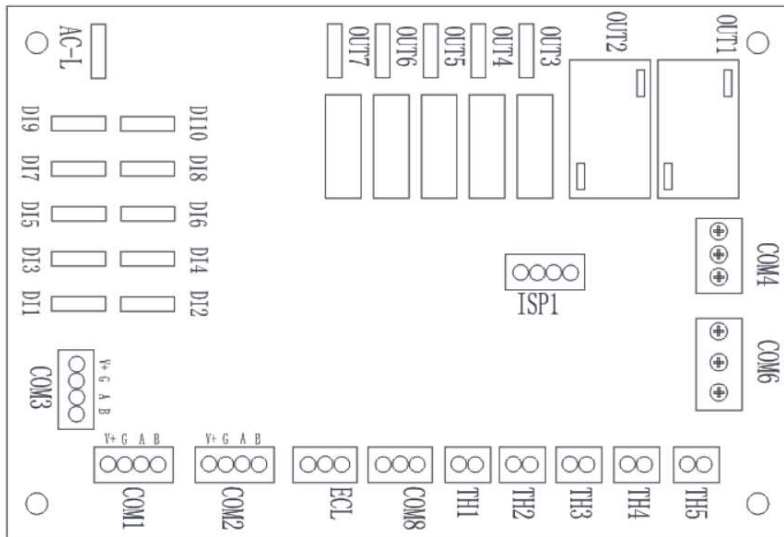 AC-L
OUT7
OUT6
OUT5
OUT4
OUT3
OUT2
OUT1
DI9
DI10
DI7
DI8
DI5
DI6
DI3
DI4
DI1
DI2
COM4
ISP1
COM6
COM3
V+ G A B
V+ G A B
V+ G A B
COM1
COM2
ECL
COM8
TH1
TH2
TH3
TH4
TH5